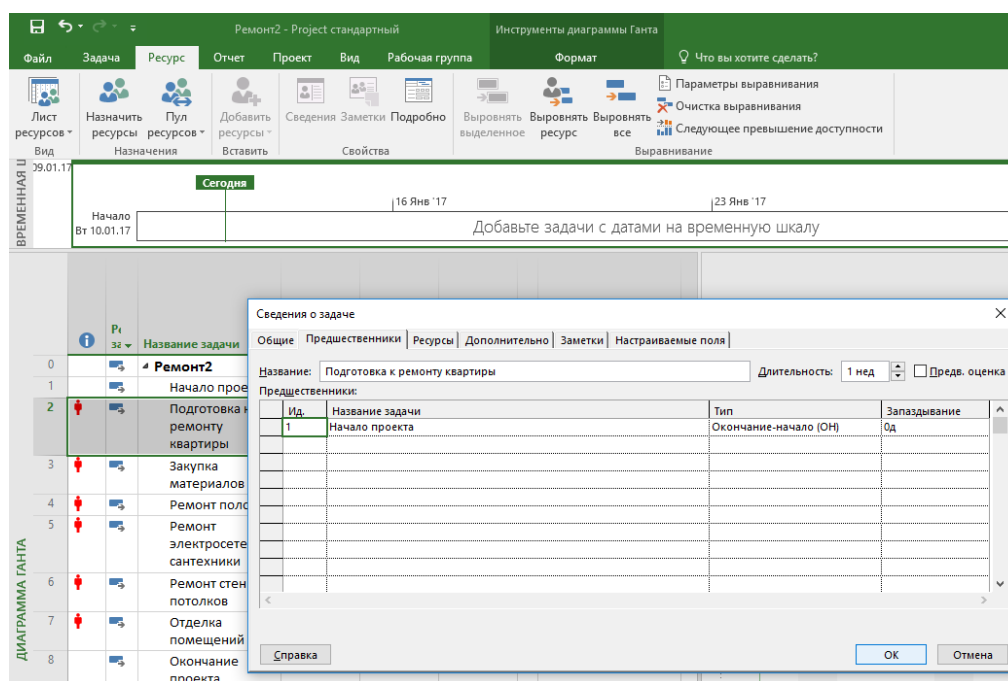 Ремонт2 - Project стандартный
Инструменты диаграммы Ганта
Файл Задача Ресурс Отчет Проект Вид Рабочая группа Формат Что вы хотите сделать?
Лист ресурсов
Назначить ресурсы
Пул ресурсов
Добавить ресурсы
Сведения Заметки Подробно
Выровнять выделенное
Выровнять ресурс
Выровнять все
Параметры выравнивания
Очистка выравнивания
Следующее превышение доступности
Вид Назначения Вставить Свойства Выравнивание
ВРЕМЕННАЯ Ш
09.01.17
Сегодня
16 Янв '17
23 Янв '17
Начало
Вт 10.01.17
Добавьте задачи с датами на временную шкалу
ДИАГРАММА ГАНТА
Название задачи
0 Ремонт2
1 Начало прое
2 Подготовка к
ремонту
квартиры
3 Закупка
материалов
4 Ремонт поло
5 Ремонт
электросете
сантехники
6 Ремонт стен
потолков
7 Отделка
помещений
8 Окончание
проекта
Сведения о задаче
Общие Предшественники Ресурсы Дополнительно Заметки Настраиваемые поля
Название: Подготовка к ремонту квартиры Длительность: 1 нед Предв. оценка
Предшественники:
Ид. Название задачи Тип Запаздывание
1 Начало проекта Окончание-начало (ОН) 0д
Справка ОК Отмена